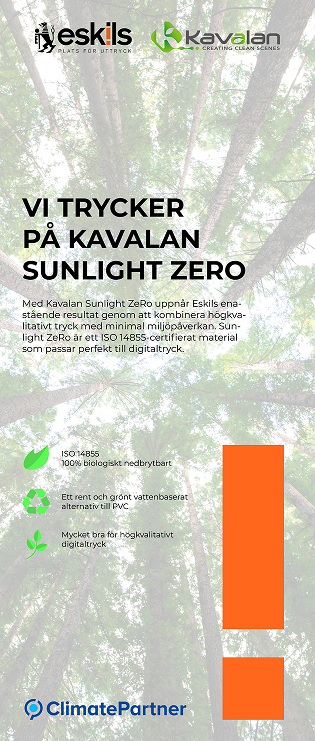 eskils
PLATS FÖR UTTRYCK
Kavalan
CREATING CLEAN SCENES
VI TRYCKER
PÅ KAVALAN
SUNLIGHT ZERO
Med Kavalan Sunlight ZeRo uppnår Eskils ena-
stående resultat genom att kombinera högkva-
litativt tryck med minimal miljöpåverkan. Sun-
light ZeRo är ett ISO 14855-certifierat material
som passar perfekt till digitaltryck.
ISO 14855
100% biologiskt nedbrytbart
Ett rent och grönt vattenbaserat
alternativ till PVC
Mycket bra för högkvalitativt
digitaltryck
ClimatePartner